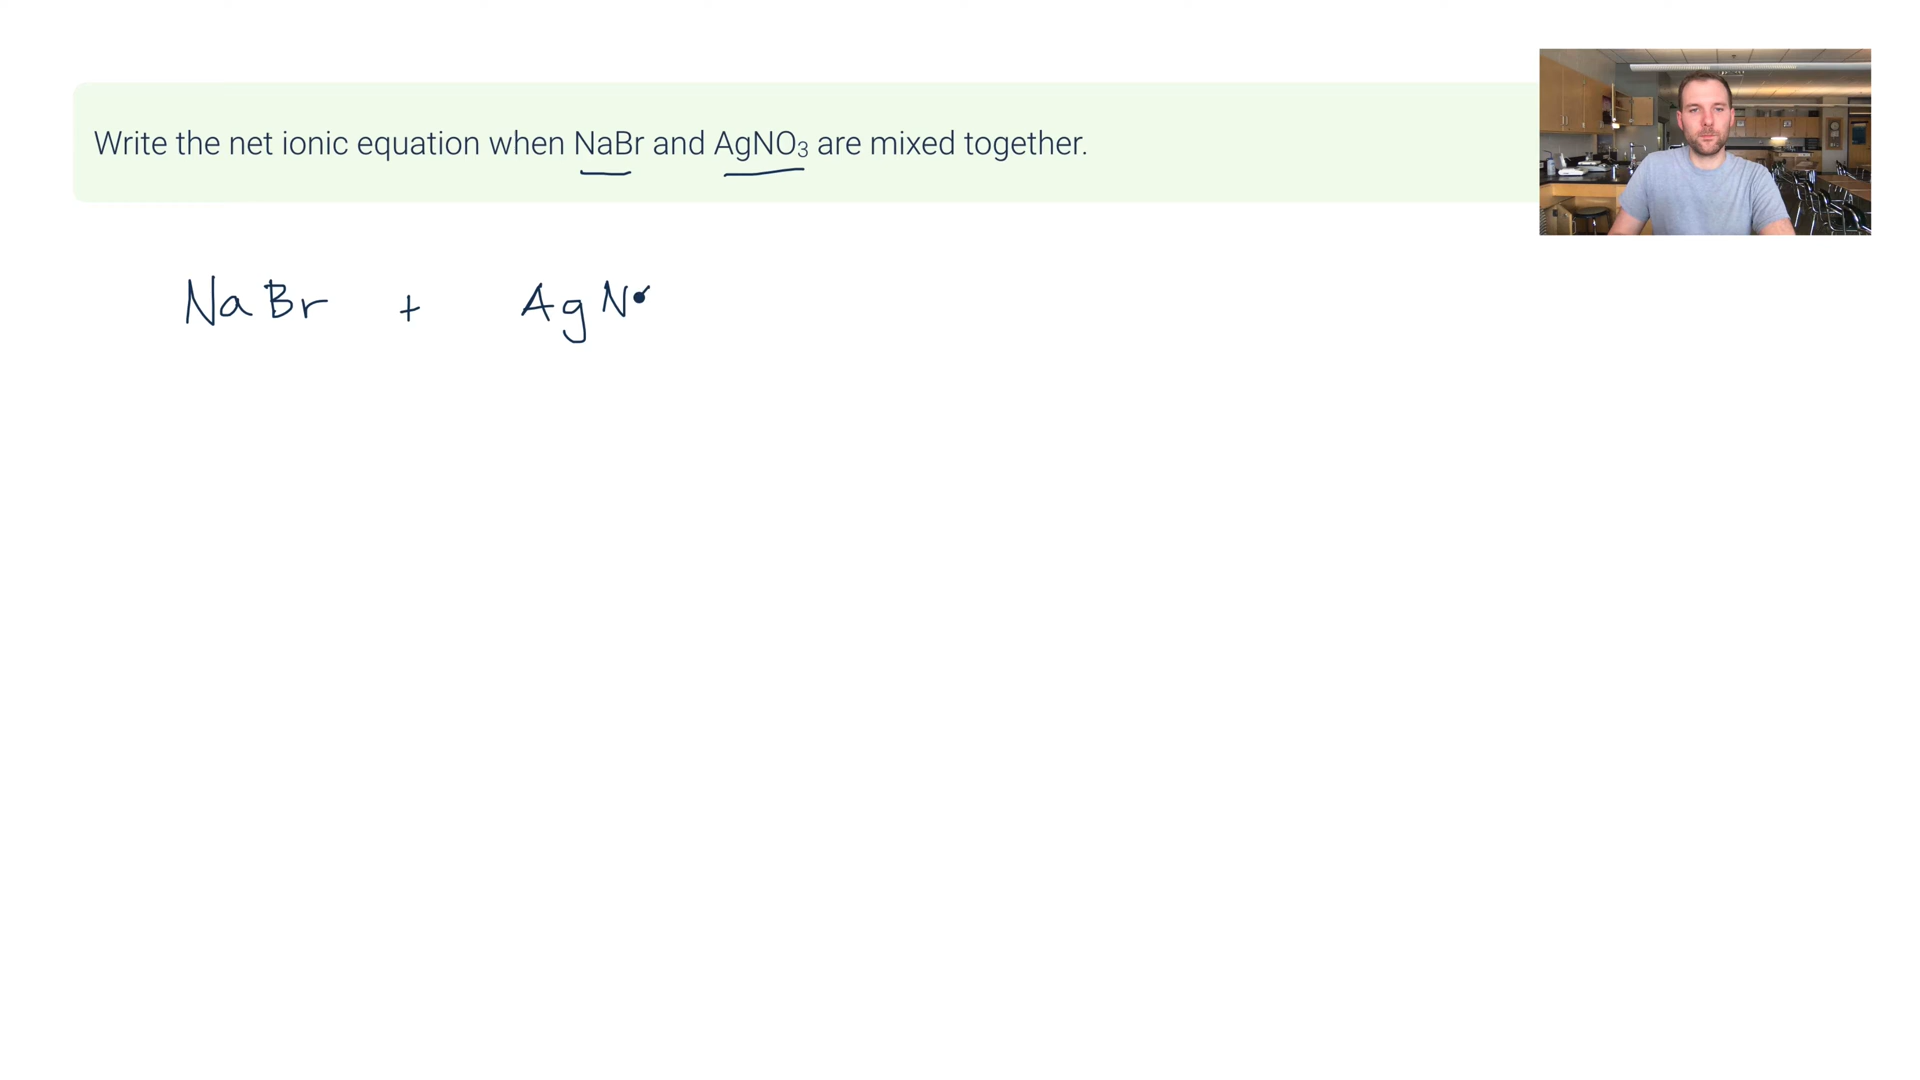 Write the net ionic equation when NaBr and AgNO₃ are mixed together.
NaBr + AgN